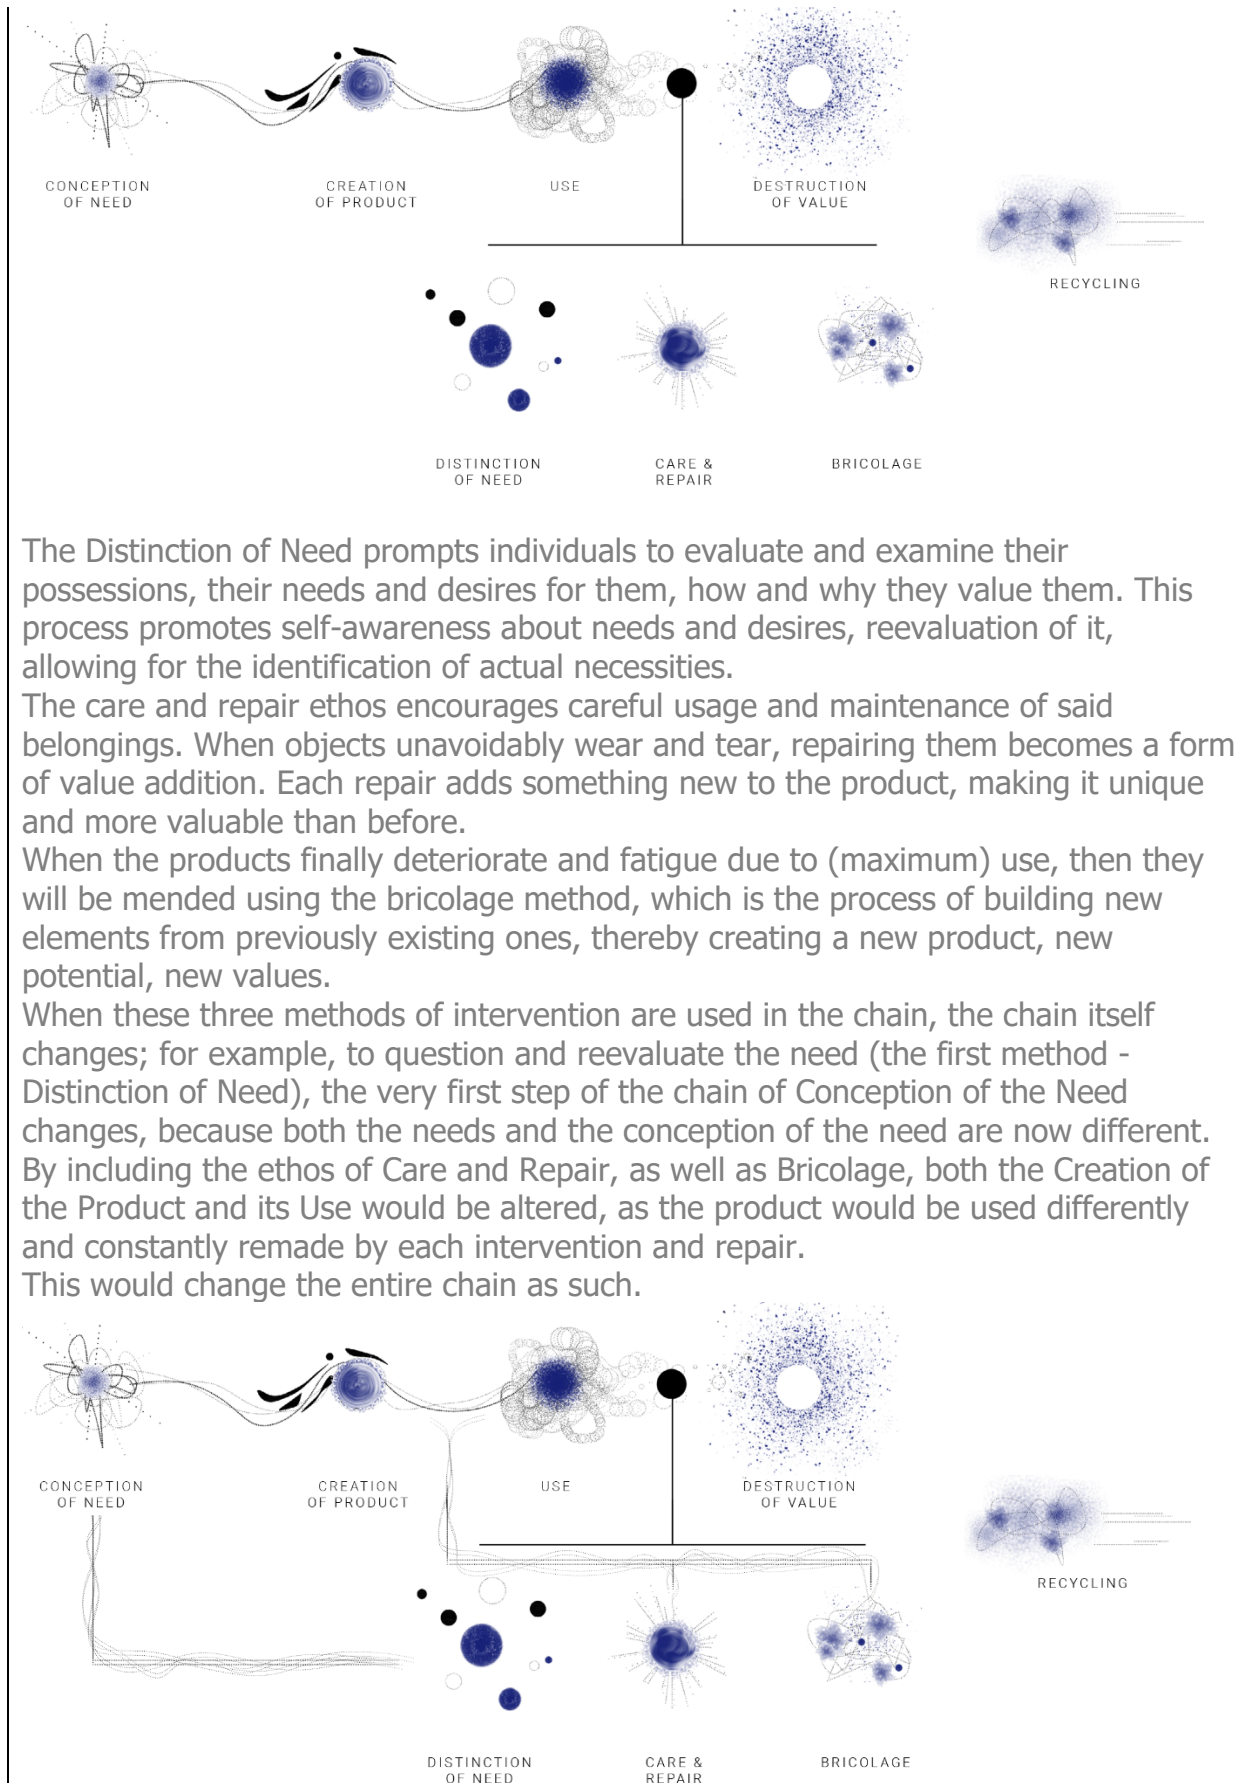 CONCEPTION
OF NEED
CREATION
OF PRODUCT
USE
DESTRUCTION
OF VALUE
RECYCLING
DISTINCTION
OF NEED
CARE &
REPAIR
BRICOLAGE
The Distinction of Need prompts individuals to evaluate and examine their
possessions, their needs and desires for them, how and why they value them. This
process promotes self-awareness about needs and desires, reevaluation of it,
allowing for the identification of actual necessities.
The care and repair ethos encourages careful usage and maintenance of said
belongings. When objects unavoidably wear and tear, repairing them becomes a form
of value addition. Each repair adds something new to the product, making it unique
and more valuable than before.
When the products finally deteriorate and fatigue due to (maximum) use, then they
will be mended using the bricolage method, which is the process of building new
elements from previously existing ones, thereby creating a new product, new
potential, new values.
When these three methods of intervention are used in the chain, the chain itself
changes; for example, to question and reevaluate the need (the first method -
Distinction of Need), the very first step of the chain of Conception of the Need
changes, because both the needs and the conception of the need are now different.
By including the ethos of Care and Repair, as well as Bricolage, both the Creation of
the Product and its Use would be altered, as the product would be used differently
and constantly remade by each intervention and repair.
This would change the entire chain as such.
CONCEPTION
OF NEED
CREATION
OF PRODUCT
USE
DESTRUCTION
OF VALUE
RECYCLING
DISTINCTION
OF NEED
CARE &
REPAIR
BRICOLAGE